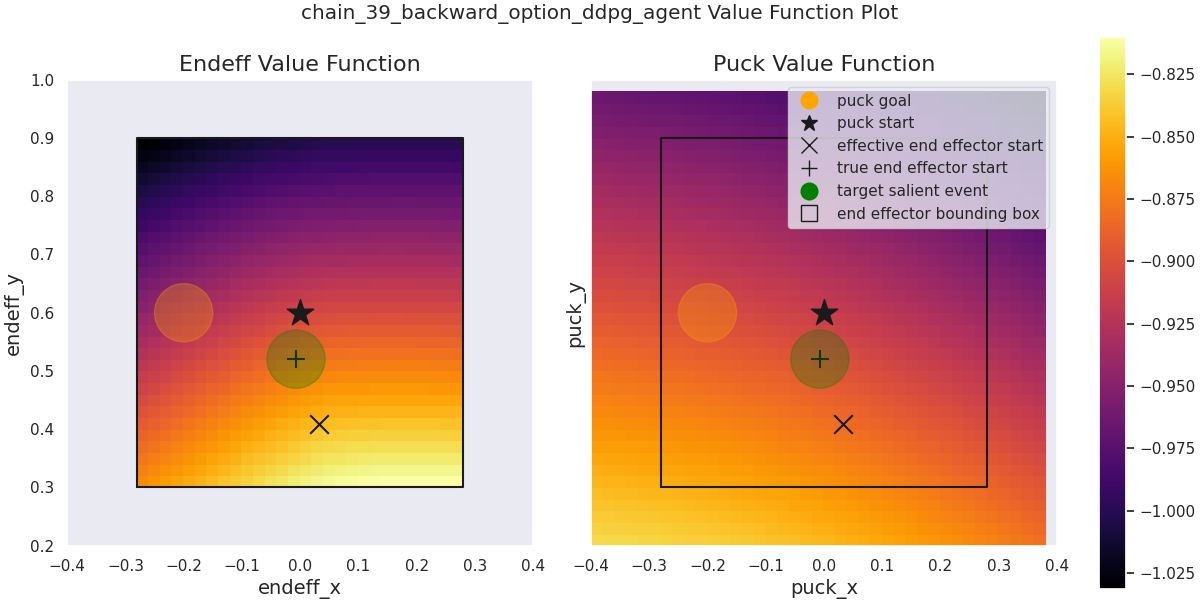 chain_39_backward_option_ddpg_agent Value Function Plot
Endeff Value Function
1.0
0.9
0.8
0.7
0.6
0.5
0.4
0.3
0.2
endeff_y
−0.4
−0.3
−0.2
−0.1
0.0
0.1
0.2
0.3
0.4
endeff_x
Puck Value Function
puck goal
puck start
effective end effector start
true end effector start
target salient event
end effector bounding box
puck_y
−0.4
−0.3
−0.2
−0.1
0.0
0.1
0.2
0.3
0.4
puck_x
−0.825
−0.850
−0.875
−0.900
−0.925
−0.950
−0.975
−1.000
−1.025